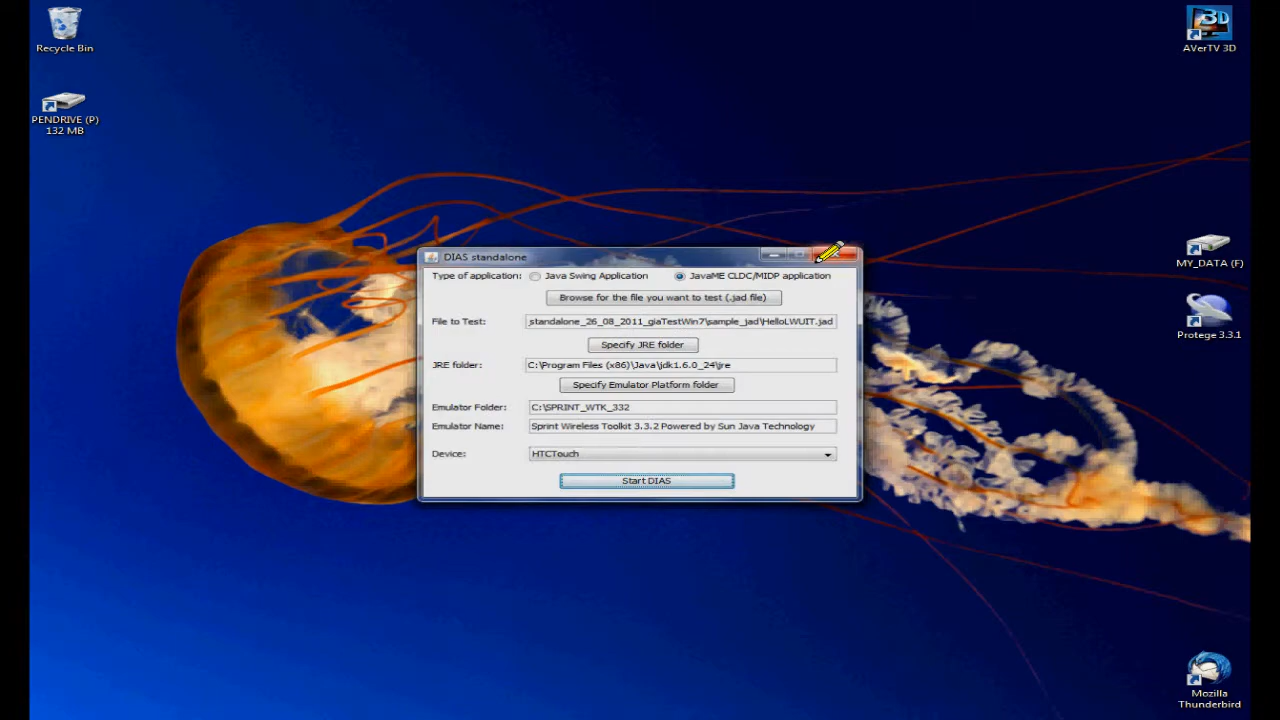 Recycle Bin
AVerTV 3D
PENDRIVE (P)
132 MB
MY_DATA (F)
Protege 3.3.1
Mozilla
Thunderbird
DIAS standalone
Type of application: Java Swing Application JavaME CLDC/MIDP application
Browse for the file you want to test (.jad file)
File to Test: _standalone_26_08_2011_giaTestWin7\sample_jad\HelloLWUIT.jad
Specify JRE folder
JRE folder: C:\Program Files (x86)\Java\jdk1.6.0_24\jre
Specify Emulator Platform folder
Emulator Folder: C:\SPRINT_WTK_332
Emulator Name: Sprint Wireless Toolkit 3.3.2 Powered by Sun Java Technology
Device: HTCTouch
Start DIAS